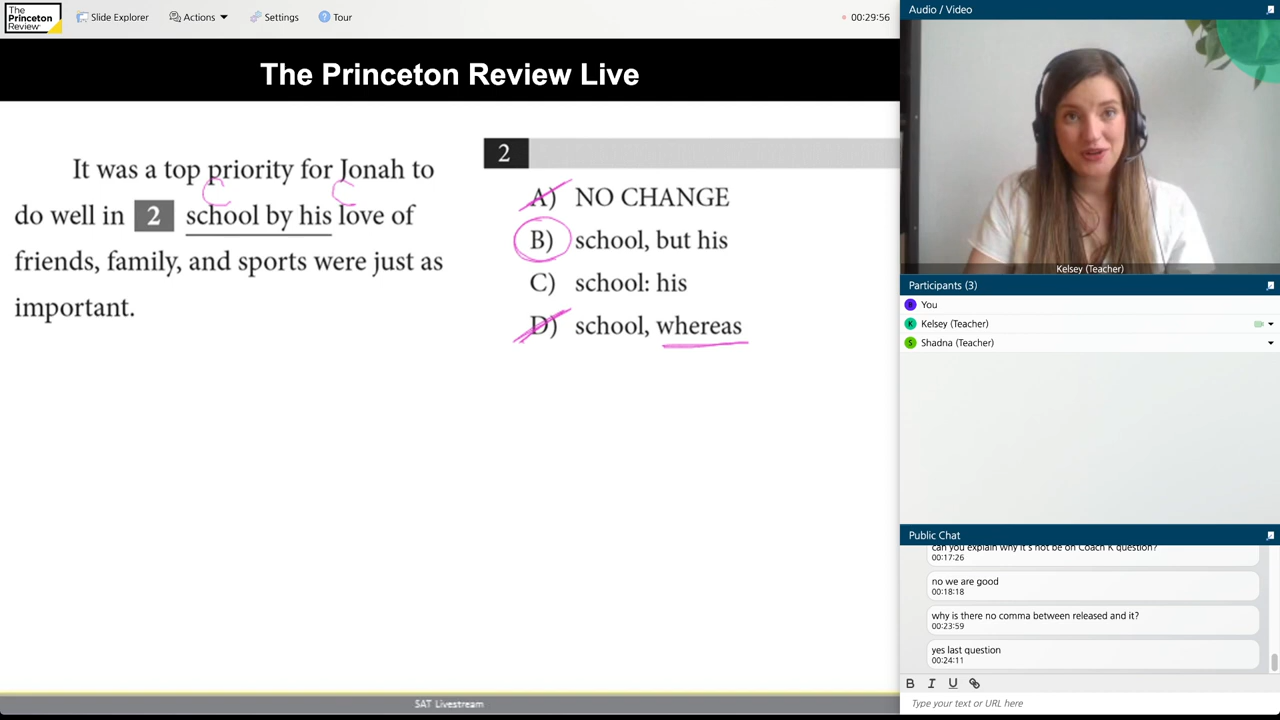 The
Princeton
Review
Slide Explorer
Actions
Settings
Tour
00:29:56
Audio / Video
The Princeton Review Live
It was a top priority for Jonah to
do well in 2 school by his love of
friends, family, and sports were just as
important.
2
A) NO CHANGE
B) school, but his
C) school: his
D) school, whereas
C
C
Kelsey (Teacher)
Participants (3)
B You
K Kelsey (Teacher)
S Shadna (Teacher)
Public Chat
can you explain why it's not be on Coach K question?
00:17:26
no we are good
00:18:18
why is there no comma between released and it?
00:23:59
yes last question
00:24:11
B I U
Type your text or URL here
SAT Livestream